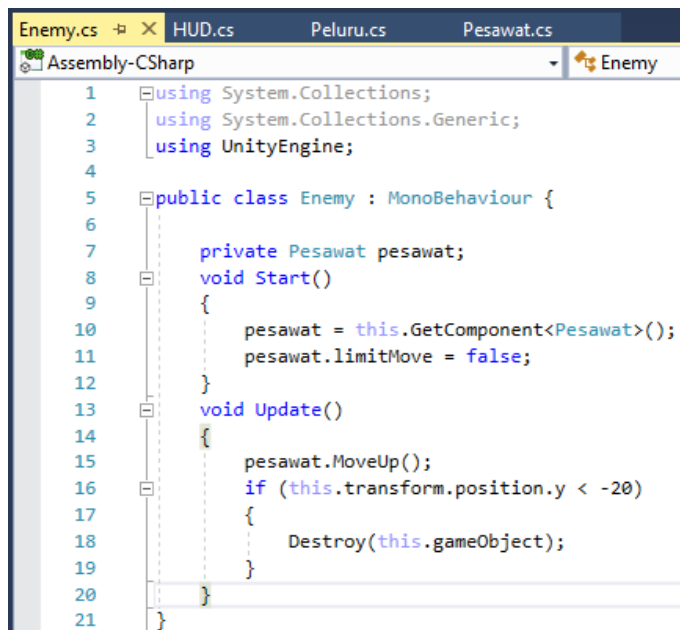 Enemy.cs HUD.cs Peluru.cs Pesawat.cs
Assembly-CSharp Enemy
1 using System.Collections;
2 using System.Collections.Generic;
3 using UnityEngine;
4
5 public class Enemy : MonoBehaviour {
6
7 private Pesawat pesawat;
8 void Start()
9 {
10 pesawat = this.GetComponent<Pesawat>();
11 pesawat.limitMove = false;
12 }
13 void Update()
14 {
15 pesawat.MoveUp();
16 if (this.transform.position.y < -20)
17 {
18 Destroy(this.gameObject);
19 }
20 }
21 }